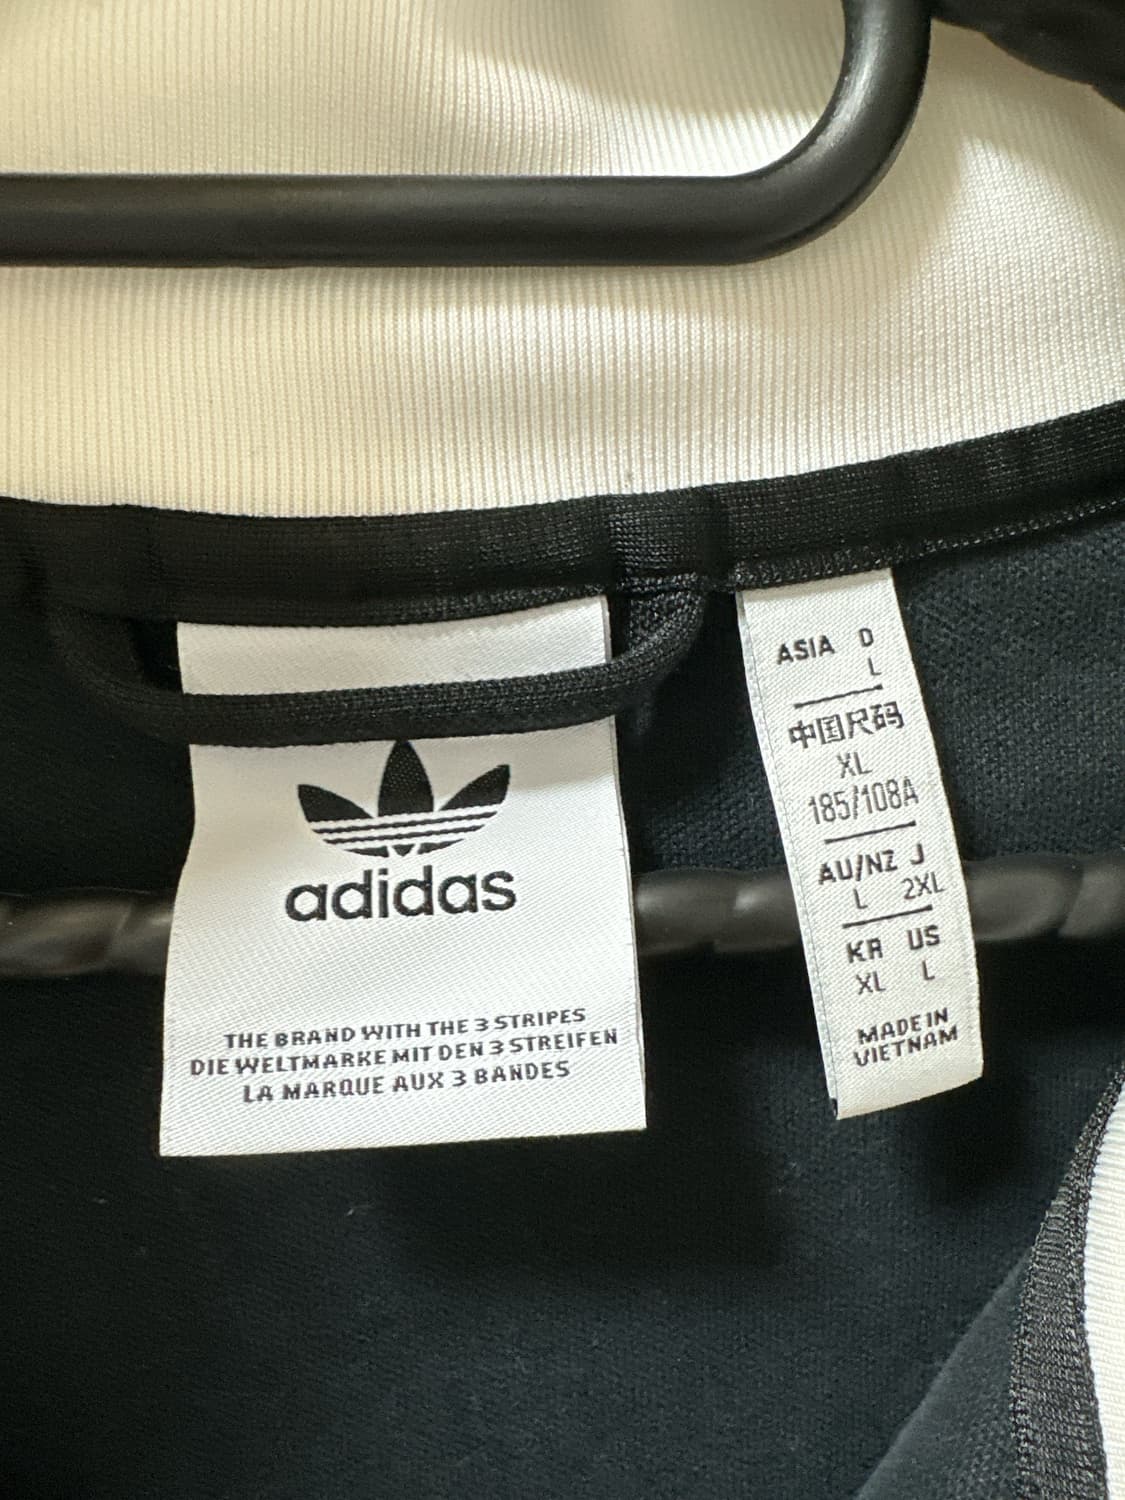 adidas
THE BRAND WITH THE 3 STRIPES
DIE WELTMARKE MIT DEN 3 STREIFEN
LA MARQUE AUX 3 BANDES
ASIA D
L
中国尺码
XL
185/108A
AU/NZ J
L 2XL
KR US
XL L
MADE IN
VIETNAM